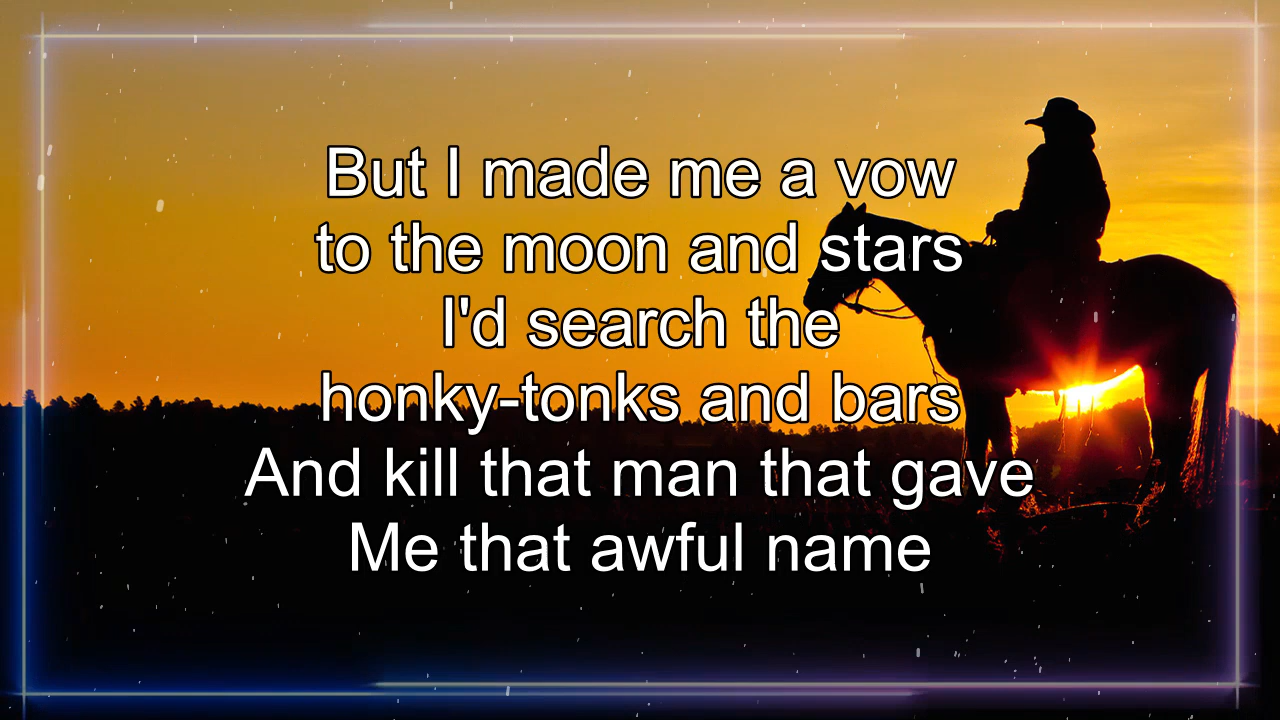 But I made me a vow
to the moon and stars
I'd search the
honky-tonks and bars
And kill that man that gave
Me that awful name